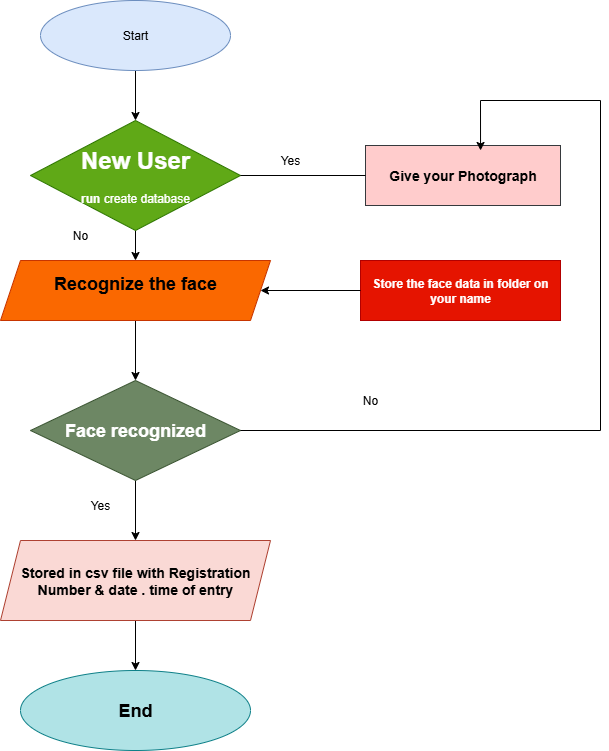 Start
New User
run create database
Yes
Give your Photograph
No
Recognize the face
Store the face data in folder on
your name
No
Face recognized
Yes
Stored in csv file with Registration
Number & date . time of entry
End